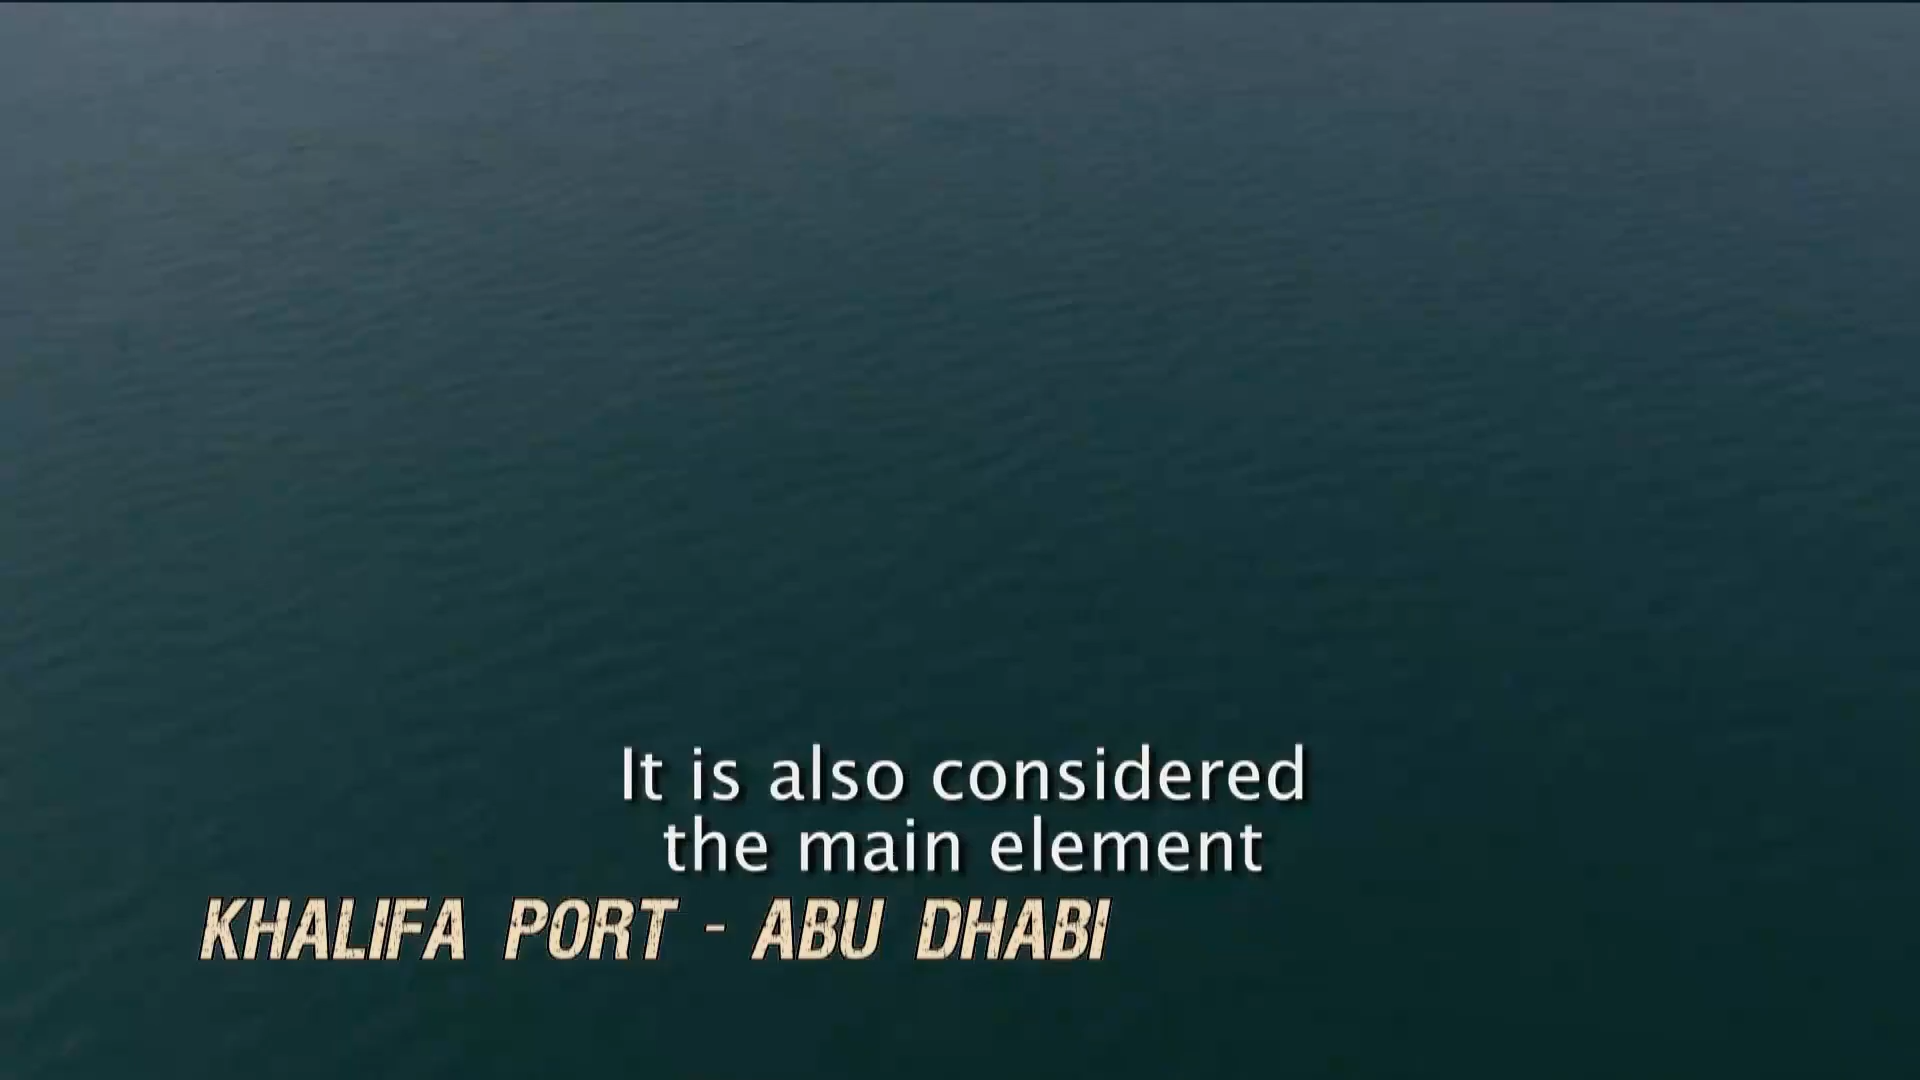 It is also considered
the main element
KHALIFA PORT - ABU DHABI